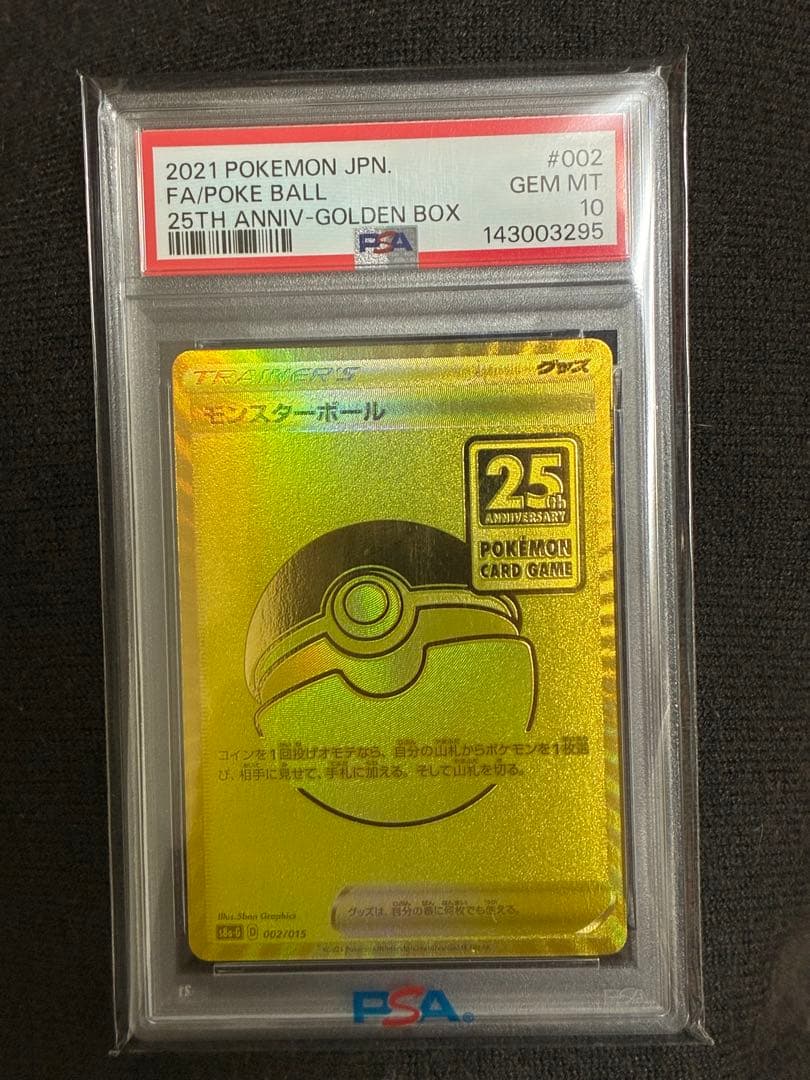 2021 POKEMON JPN. #002
FA/POKE BALL GEM MT
25TH ANNIV-GOLDEN BOX 10
PSA 143003295
TRAINER'S グッズ
モンスターボール
25th
ANNIVERSARY
POKÉMON
CARD GAME
コインを1回投げオモテなら、自分の山札からポケモンを1枚選
び、相手に見せて、手札に加える。そして山札を切る。
グッズは、自分の番に何枚でも使える。
Illus.Sban Graphics
s8a-G D 002/015
PSA®